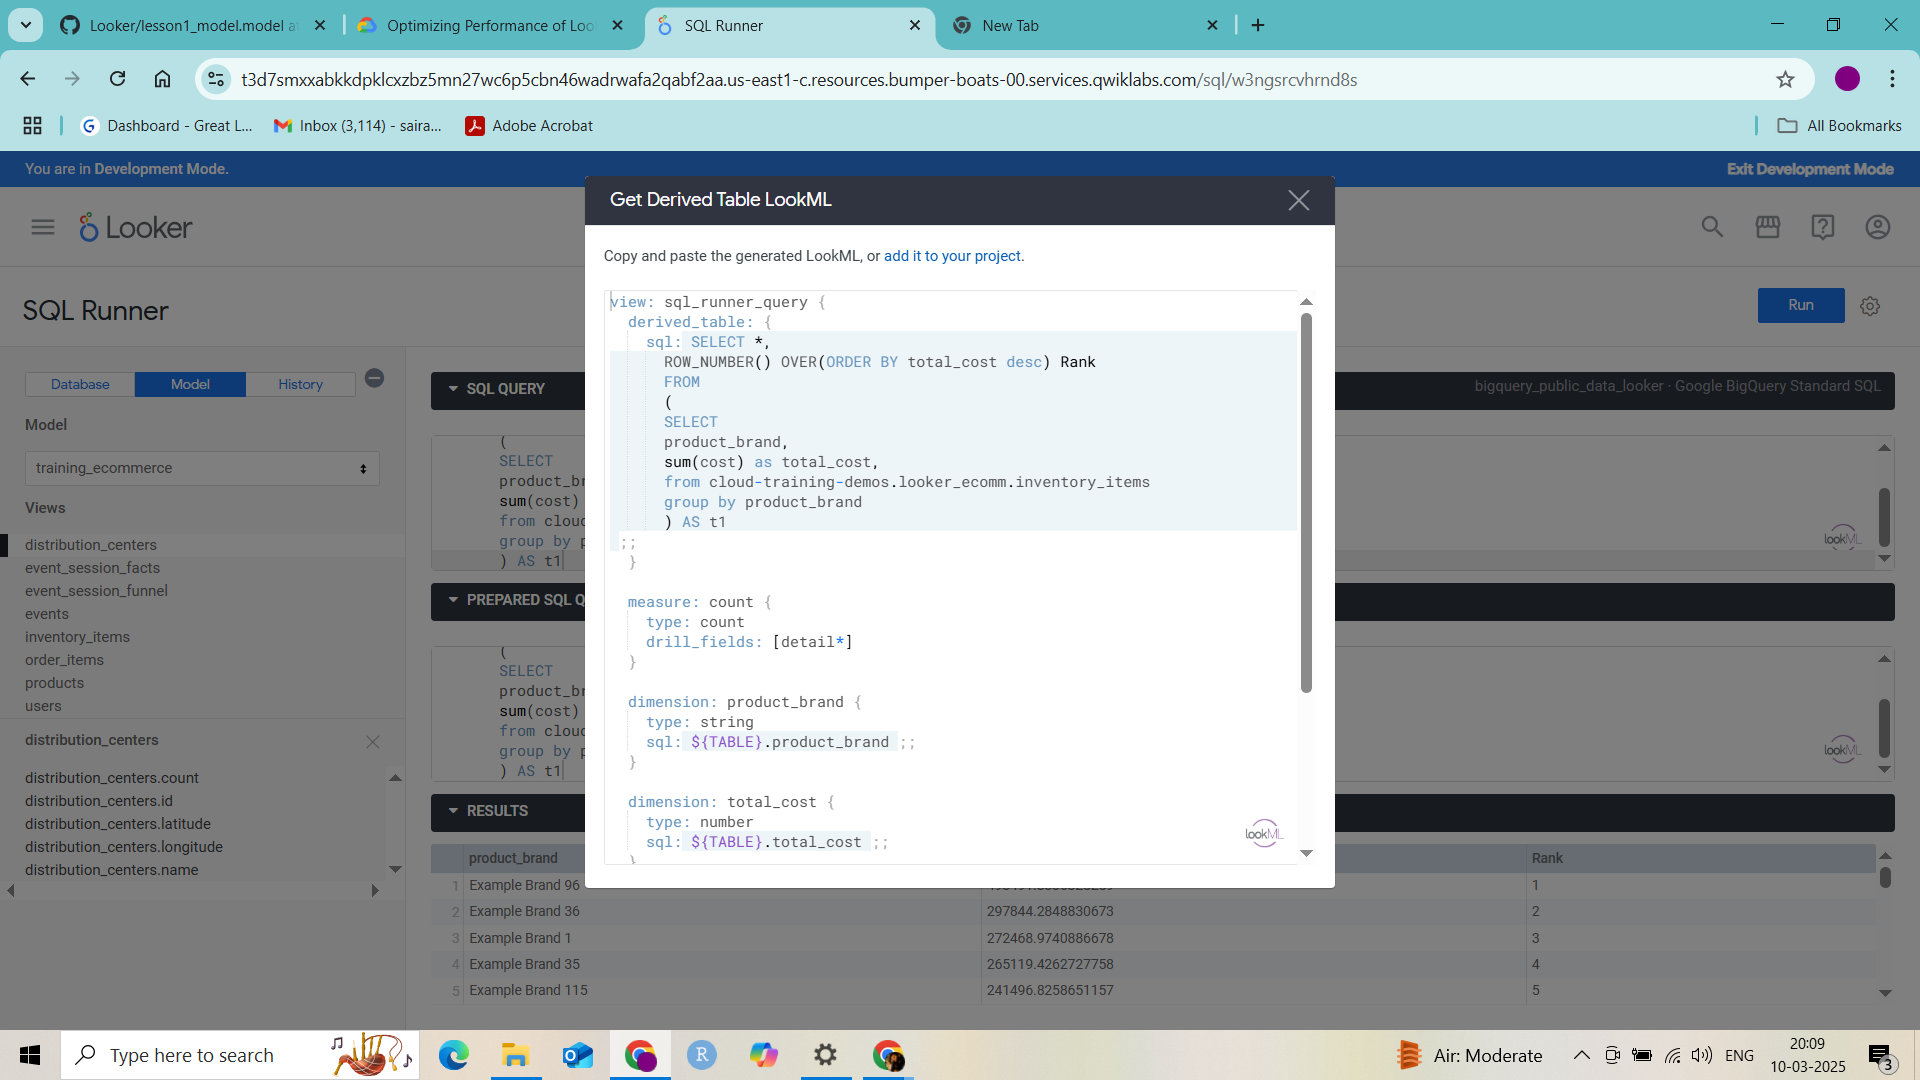 Looker/lesson1_model.model at
Optimizing Performance of Loo
SQL Runner
New Tab
t3d7smxxabkkdpklcxzbz5mn27wc6p5cbn46wadrwafa2qabf2aa.us-east1-c.resources.bumper-boats-00.services.qwiklabs.com/sql/w3ngsrcvhrnd8s
Dashboard - Great L...
Inbox (3,114) - saira...
Adobe Acrobat
All Bookmarks
You are in Development Mode.
Exit Development Mode
Looker
SQL Runner
Run
Database
Model
History
Model
training_ecommerce
Views
distribution_centers
event_session_facts
event_session_funnel
events
inventory_items
order_items
products
users
distribution_centers
distribution_centers.count
distribution_centers.id
distribution_centers.latitude
distribution_centers.longitude
distribution_centers.name
SQL QUERY
bigquery_public_data_looker · Google BigQuery Standard SQL
(
SELECT
product_br
sum(cost)
from cloud
group by p
) AS t1
lookML
PREPARED SQL Q
(
SELECT
product_br
sum(cost)
from cloud
group by p
) AS t1
lookML
RESULTS
product_brand
Rank
1 Example Brand 96
1
2 Example Brand 36 297844.2848830673 2
3 Example Brand 1 272468.9740886678 3
4 Example Brand 35 265119.4262727758 4
5 Example Brand 115 241496.8258651157 5
Get Derived Table LookML
Copy and paste the generated LookML, or add it to your project.
view: sql_runner_query {
derived_table: {
sql: SELECT *,
ROW_NUMBER() OVER(ORDER BY total_cost desc) Rank
FROM
(
SELECT
product_brand,
sum(cost) as total_cost,
from cloud-training-demos.looker_ecomm.inventory_items
group by product_brand
) AS t1
;;
}
measure: count {
type: count
drill_fields: [detail*]
}
dimension: product_brand {
type: string
sql: ${TABLE}.product_brand ;;
}
dimension: total_cost {
type: number
sql: ${TABLE}.total_cost ;;
}
lookML
Type here to search
Air: Moderate
ENG
20:09
10-03-2025
3